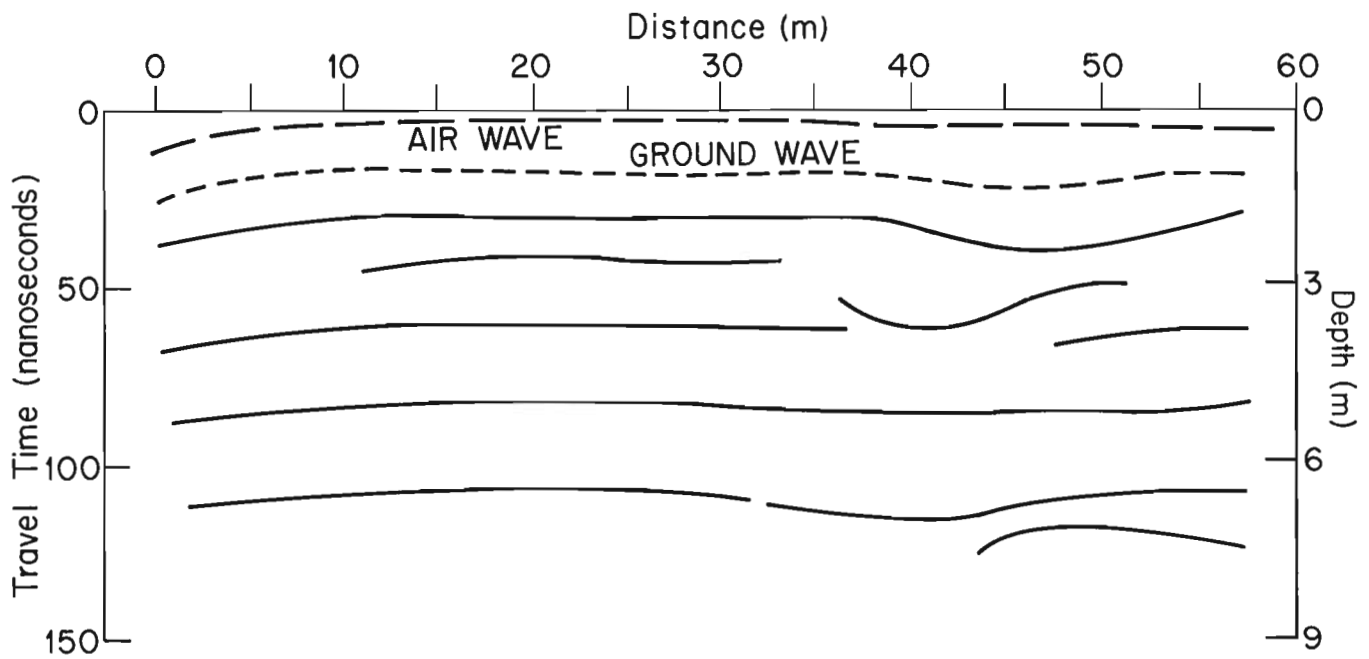 Distance (m)
0 10 20 30 40 50 60
0 0
AIR WAVE
GROUND WAVE
50 3
100 6
150 9
Travel Time (nanoseconds)
Depth (m)